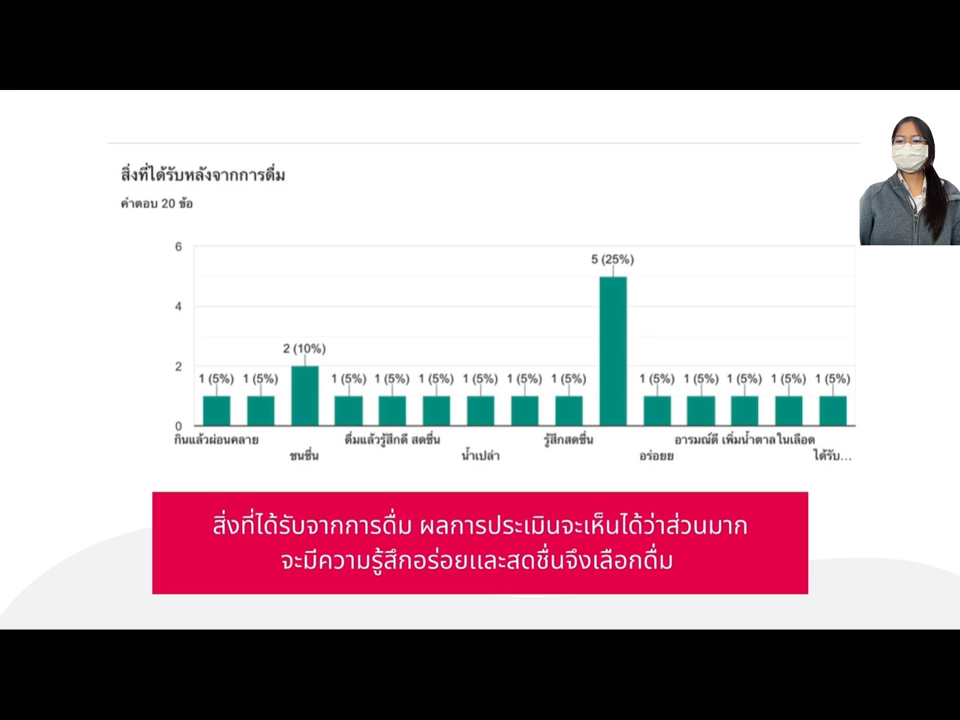 สิ่งที่ได้รับหลังจากการดื่ม
คำตอบ 20 ข้อ
6
4
2
0
1 (5%) 1 (5%) 2 (10%) 1 (5%) 1 (5%) 1 (5%) 1 (5%) 1 (5%) 1 (5%) 5 (25%) 1 (5%) 1 (5%) 1 (5%) 1 (5%) 1 (5%)
กินแล้วผ่อนคลาย ดื่มแล้วรู้สึกดี สดชื่น รู้สึกสดชื่น อารมณ์ดี เพิ่มน้ำตาลในเลือด
ชนชื่น น้ำเปล่า อร่อยย ได้รับ…
สิ่งที่ได้รับจากการดื่ม ผลการประเมินจะเห็นได้ว่าส่วนมาก
จะมีความรู้สึกอร่อยและสดชื่นจึงเลือกดื่ม